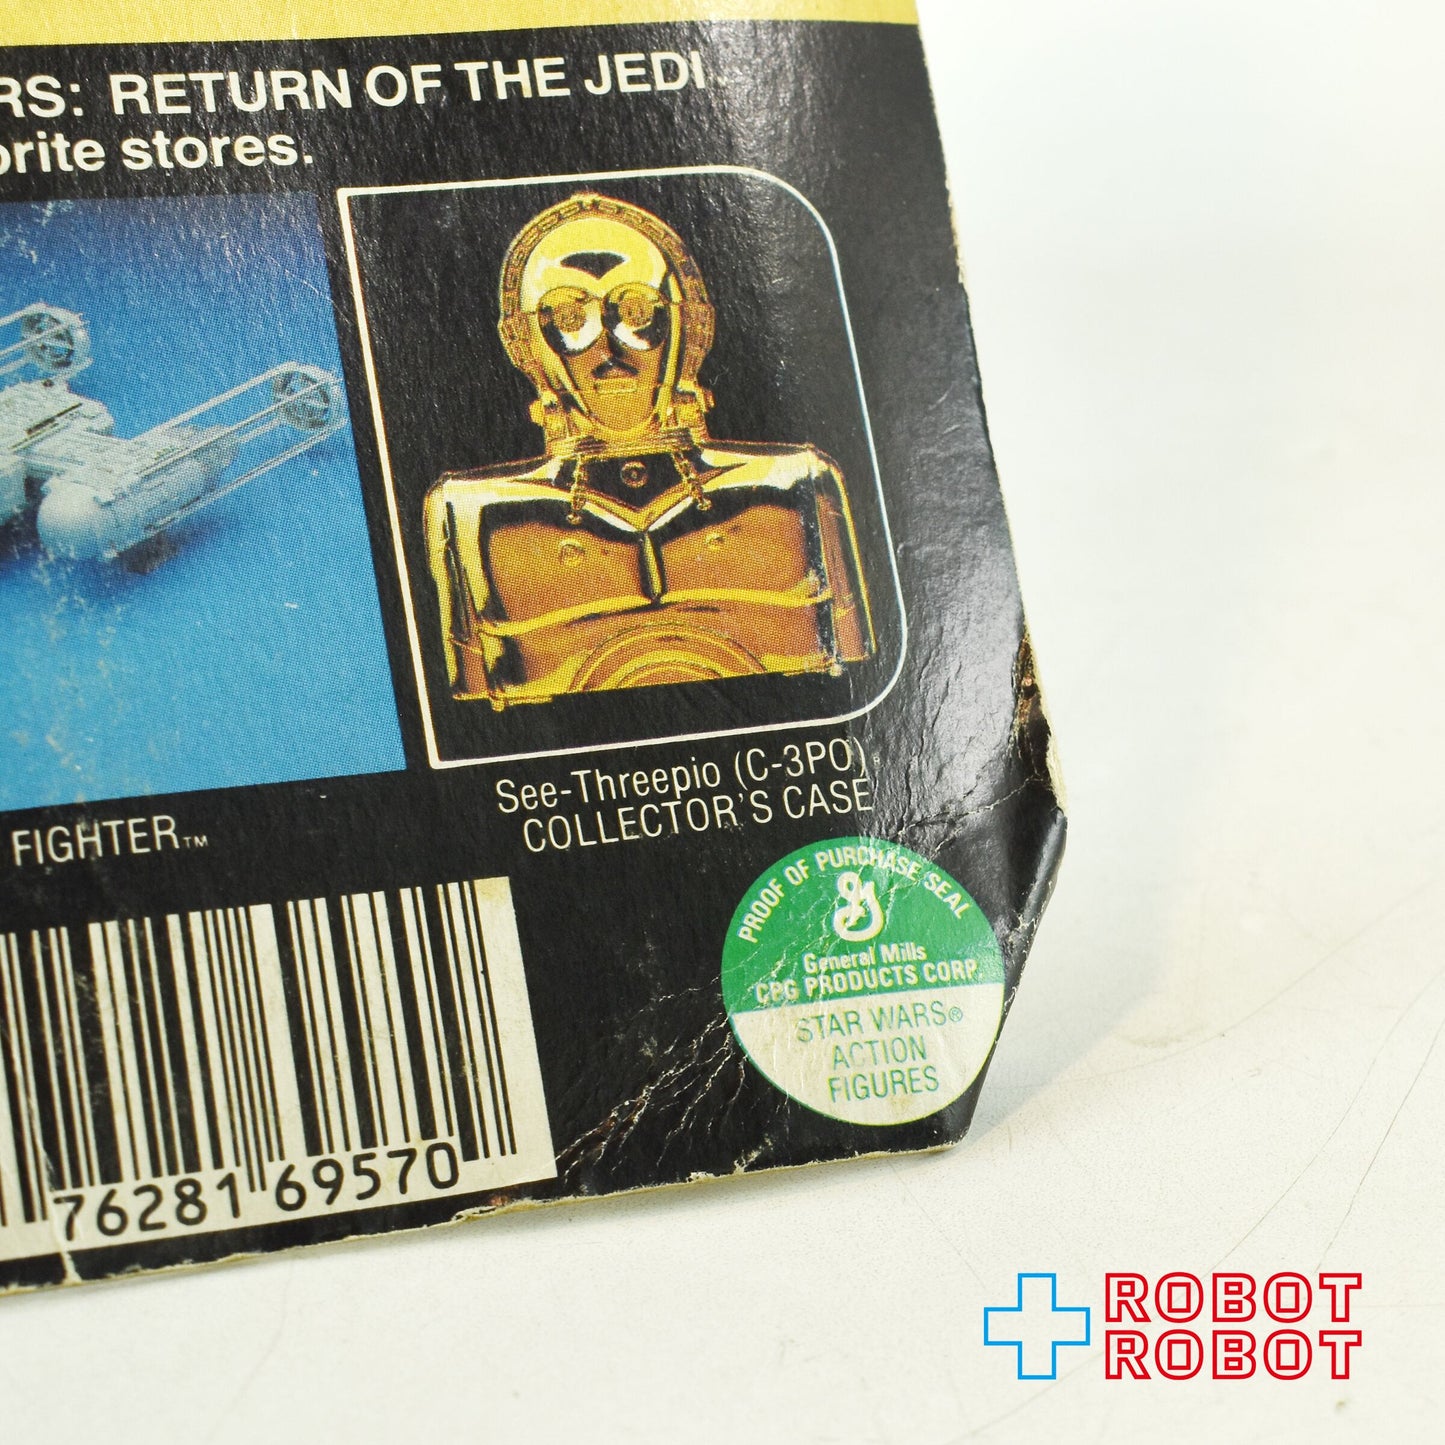 RS: RETURN OF THE JEDI
orite stores.
See-Threepio (C-3PO)
COLLECTOR'S CASE
FIGHTER™
PROOF OF PURCHASE SEAL
General Mills
CPG PRODUCTS CORP.
STAR WARS®
ACTION
FIGURES
76281 69570
ROBOT
ROBOT